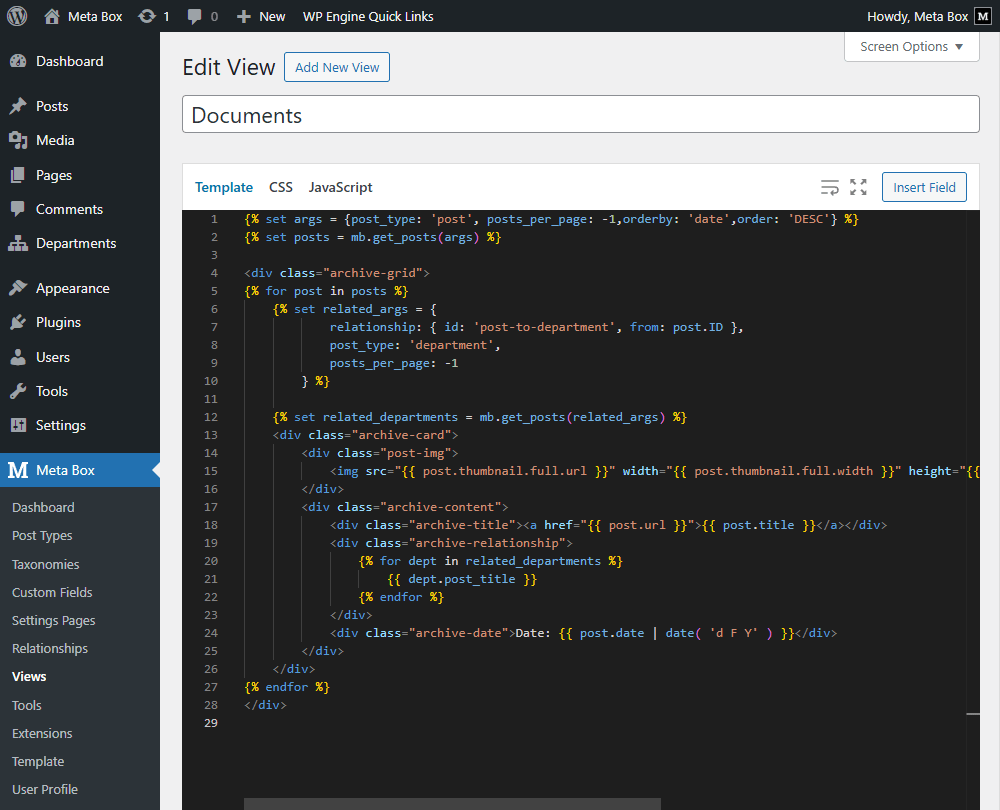 Meta Box 1 0 New WP Engine Quick Links Howdy, Meta Box M
Screen Options
Dashboard
Posts
Media
Pages
Comments
Departments
Appearance
Plugins
Users
Tools
Settings
M Meta Box
Dashboard
Post Types
Taxonomies
Custom Fields
Settings Pages
Relationships
Views
Tools
Extensions
Template
User Profile
Edit View Add New View
Documents
Template CSS JavaScript Insert Field
1 {% set args = {post_type: 'post', posts_per_page: -1,orderby: 'date',order: 'DESC'} %}
2 {% set posts = mb.get_posts(args) %}
3
4 <div class="archive-grid">
5 {% for post in posts %}
6     {% set related_args = {
7             relationship: { id: 'post-to-department', from: post.ID },
8             post_type: 'department',
9             posts_per_page: -1
10         } %}
11
12     {% set related_departments = mb.get_posts(related_args) %}
13     <div class="archive-card">
14         <div class="post-img">
15             <img src="{{ post.thumbnail.full.url }}" width="{{ post.thumbnail.full.width }}" height="{{
16         </div>
17         <div class="archive-content">
18             <div class="archive-title"><a href="{{ post.url }}">{{ post.title }}</a></div>
19             <div class="archive-relationship">
20                 {% for dept in related_departments %}
21                     {{ dept.post_title }}
22                 {% endfor %}
23             </div>
24             <div class="archive-date">Date: {{ post.date | date( 'd F Y' ) }}</div>
25         </div>
26     </div>
27 {% endfor %}
28 </div>
29